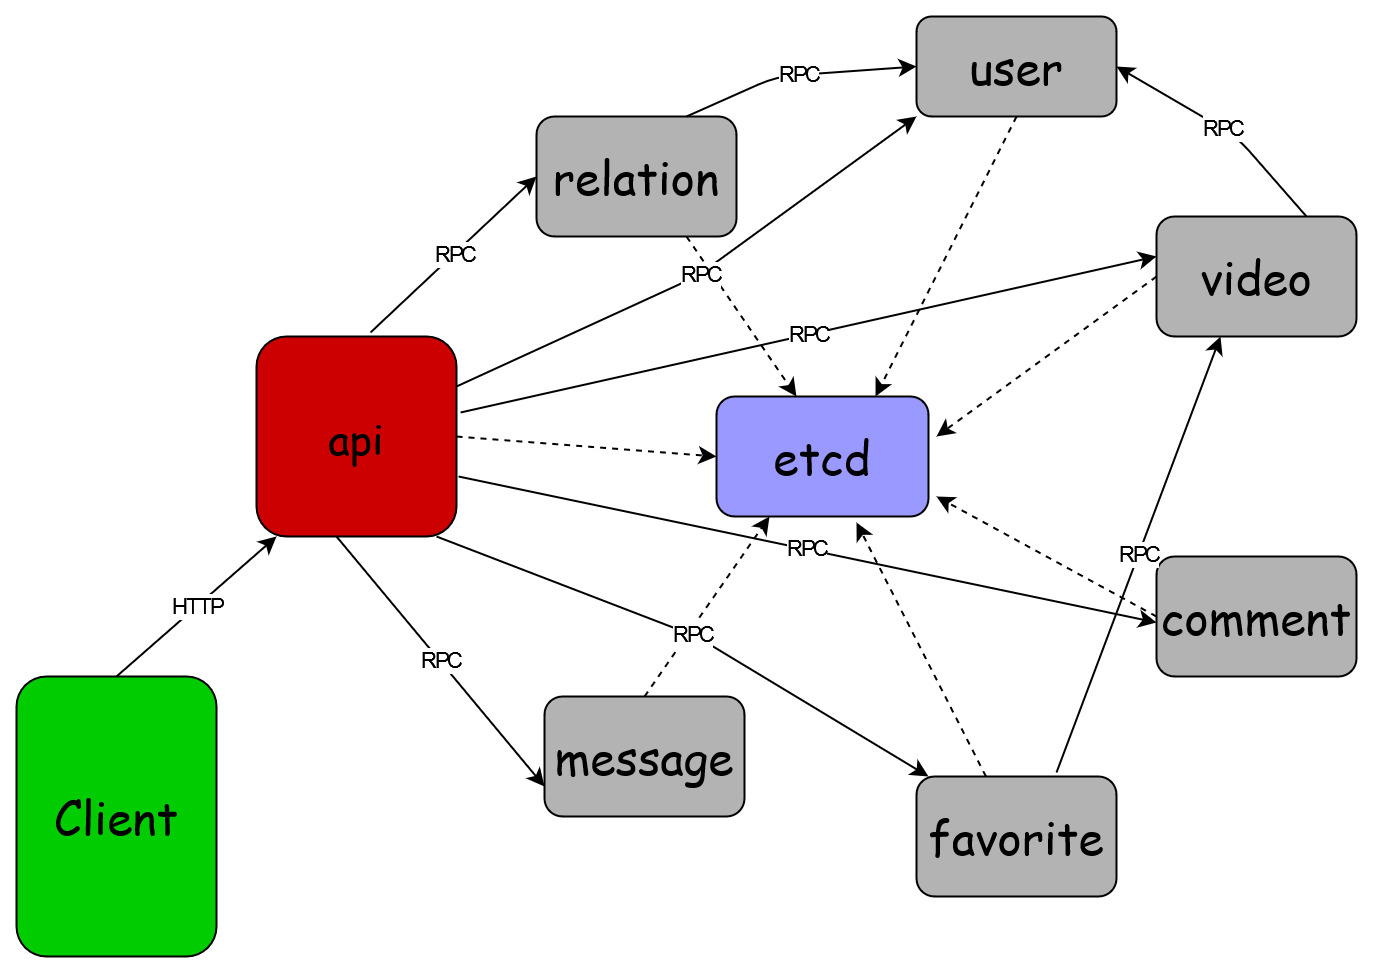 user
RPC
RPC
relation
RPC
RPC
video
RPC
RPC
api
etcd
RPC
RPC
HTTP
comment
RPC
RPC
message
Client
favorite